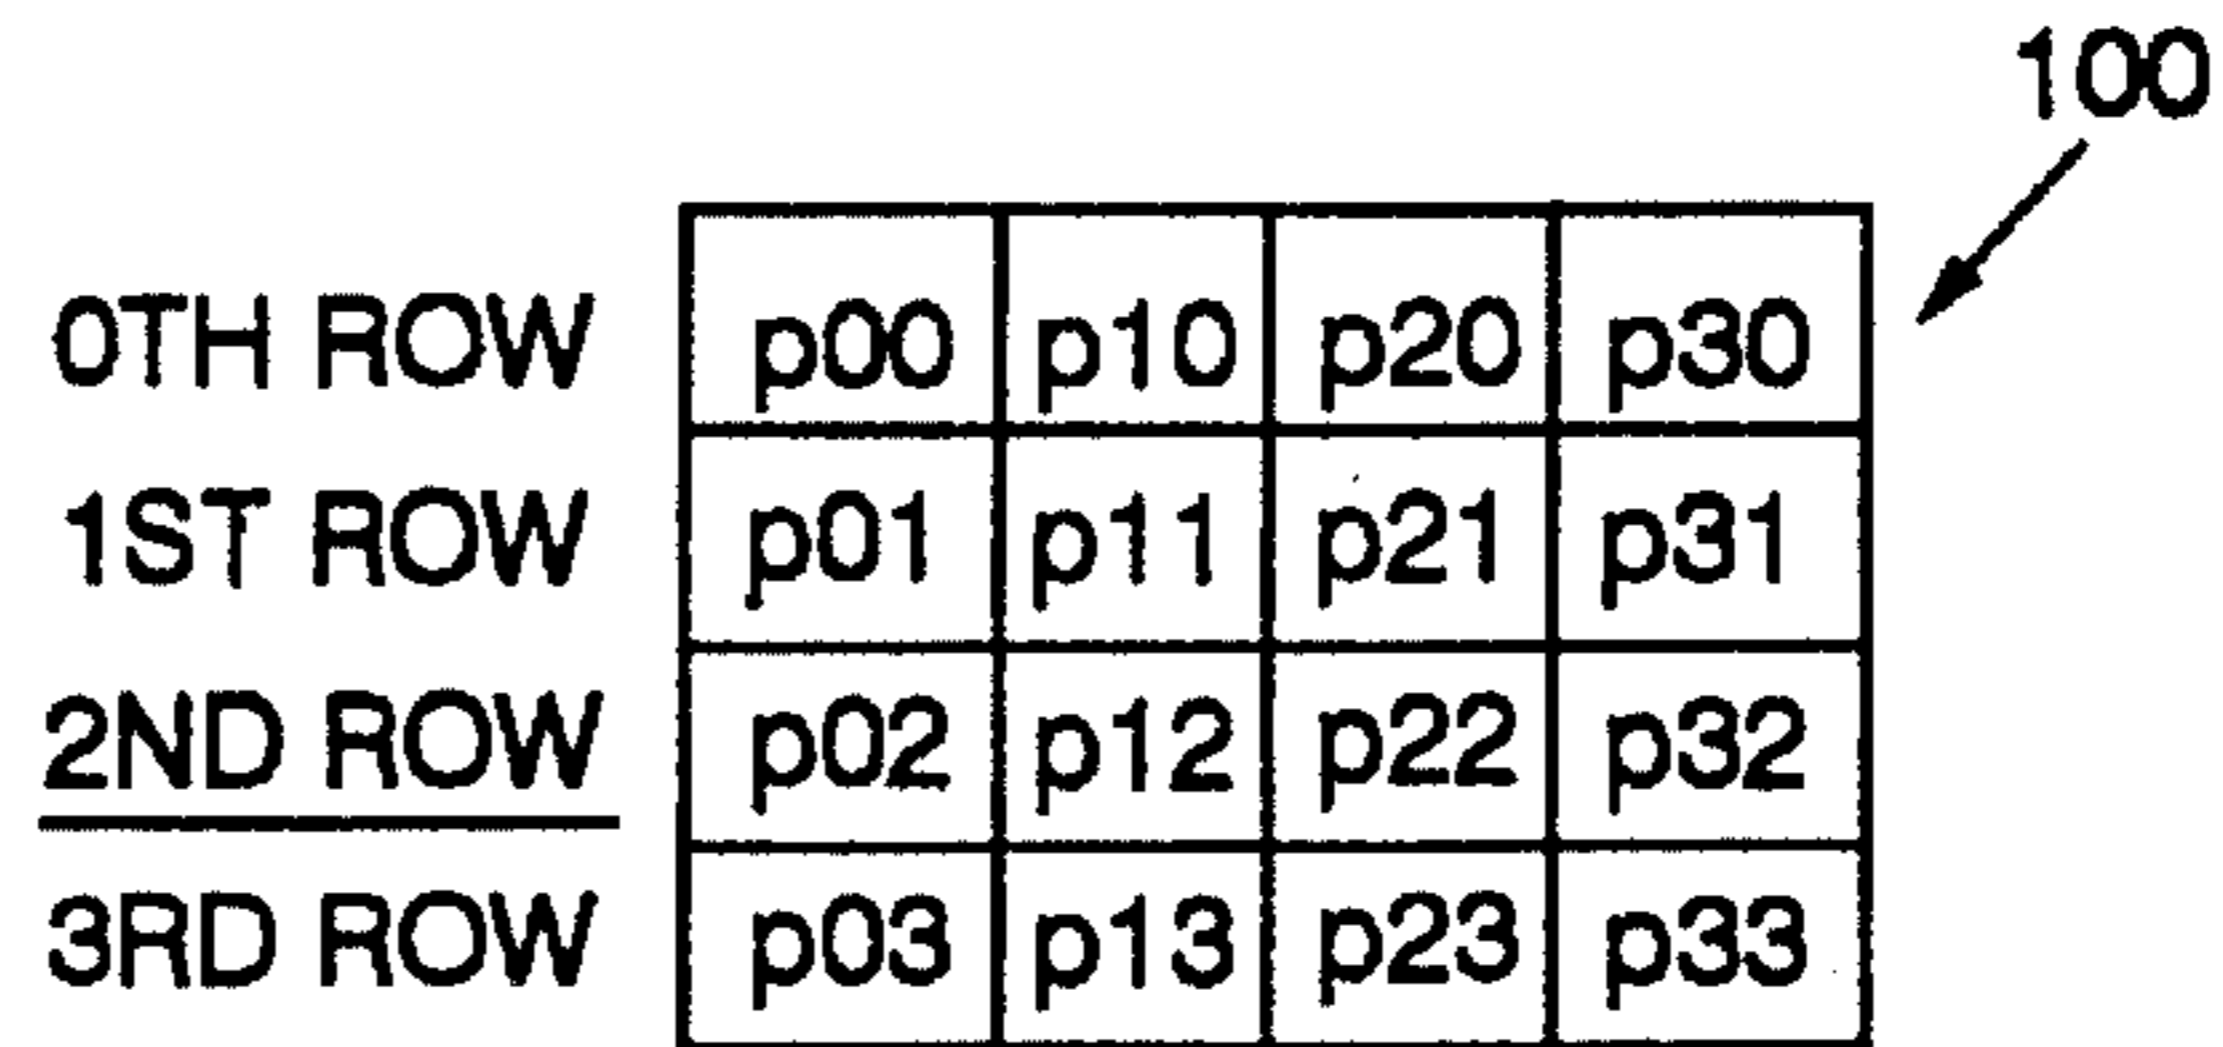 100
0TH ROW p00 p10 p20 p30
1ST ROW p01 p11 p21 p31
2ND ROW p02 p12 p22 p32
3RD ROW p03 p13 p23 p33